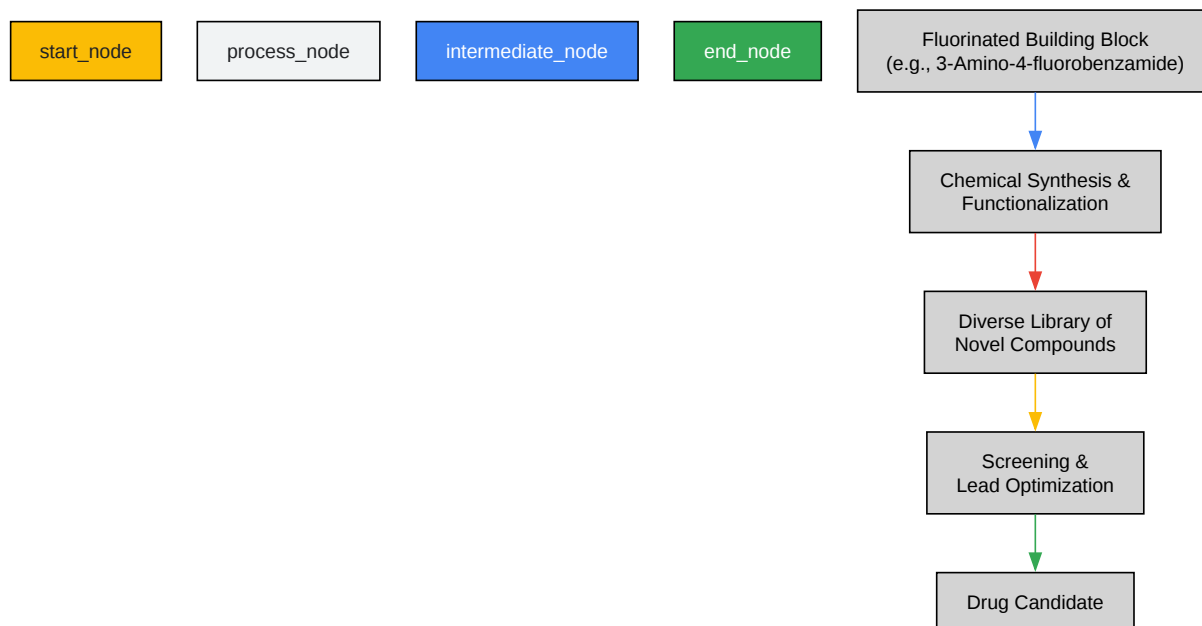 start_node
process_node
intermediate_node
end_node
Fluorinated Building Block
(e.g., 3-Amino-4-fluorobenzamide)
Chemical Synthesis &
Functionalization
Diverse Library of
Novel Compounds
Screening &
Lead Optimization
Drug Candidate